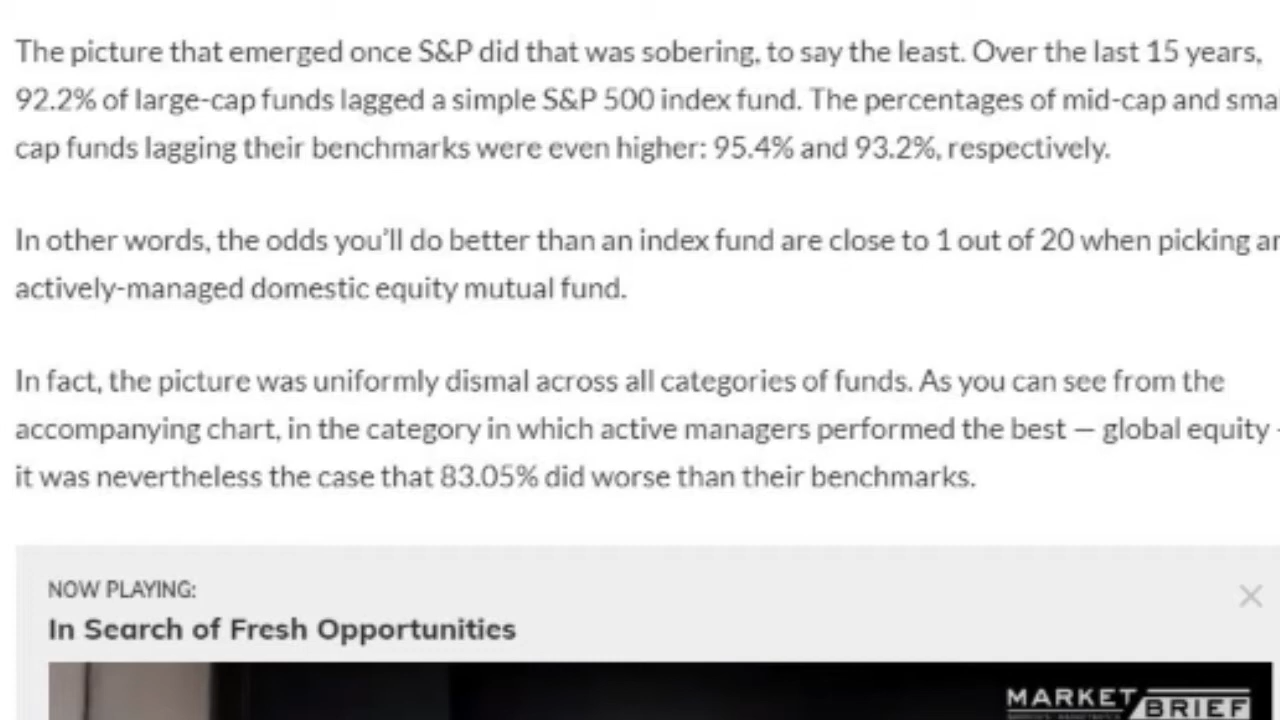 The picture that emerged once S&P did that was sobering, to say the least. Over the last 15 years,
92.2% of large-cap funds lagged a simple S&P 500 index fund. The percentages of mid-cap and smal
cap funds lagging their benchmarks were even higher: 95.4% and 93.2%, respectively.
In other words, the odds you'll do better than an index fund are close to 1 out of 20 when picking an
actively-managed domestic equity mutual fund.
In fact, the picture was uniformly dismal across all categories of funds. As you can see from the
accompanying chart, in the category in which active managers performed the best — global equity -
it was nevertheless the case that 83.05% did worse than their benchmarks.
NOW PLAYING:
In Search of Fresh Opportunities
MARKET
BRIEF